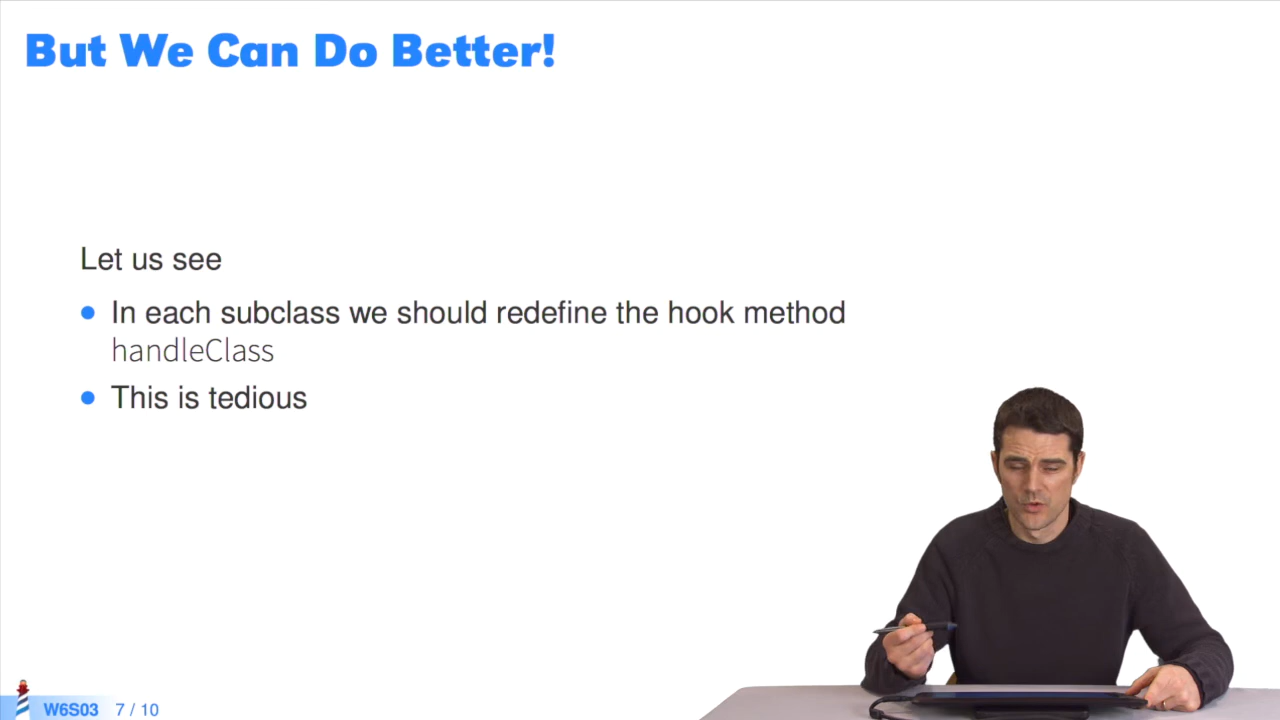 But We Can Do Better!
Let us see
In each subclass we should redefine the hook method
handleClass
This is tedious
W6S03 7 / 10